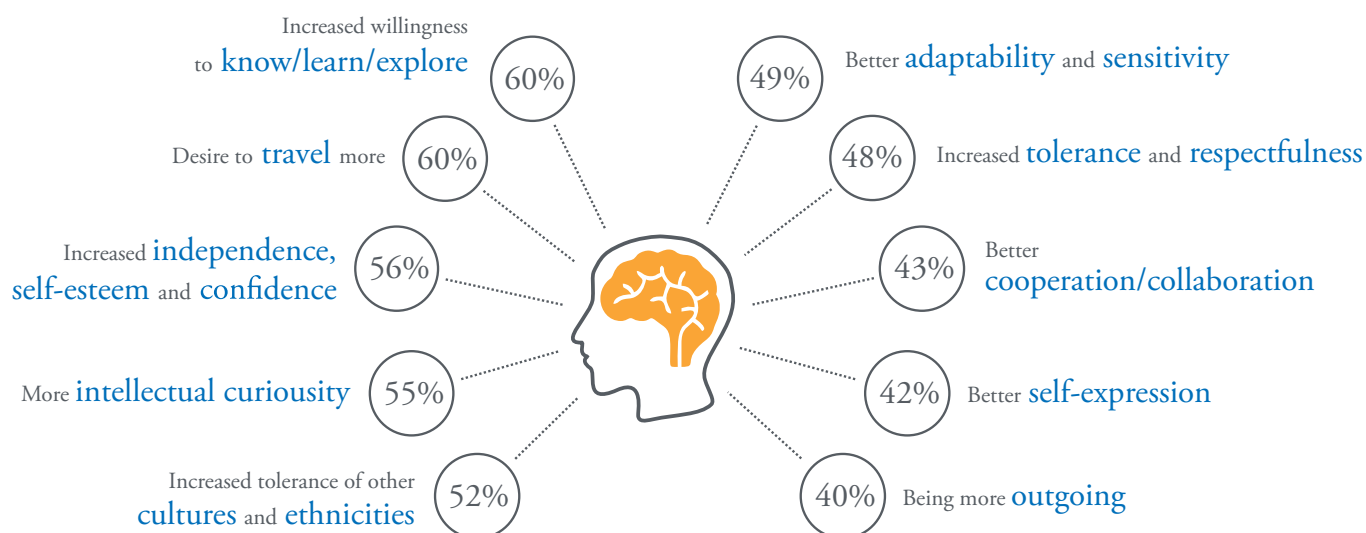 Increased willingness
to know/learn/explore
60%
Desire to travel more
60%
Increased independence,
self-esteem and confidence
56%
More intellectual curiousity
55%
Increased tolerance of other
cultures and ethnicities
52%
49%
Better adaptability and sensitivity
48%
Increased tolerance and respectfulness
43%
Better
cooperation/collaboration
42%
Better self-expression
40%
Being more outgoing